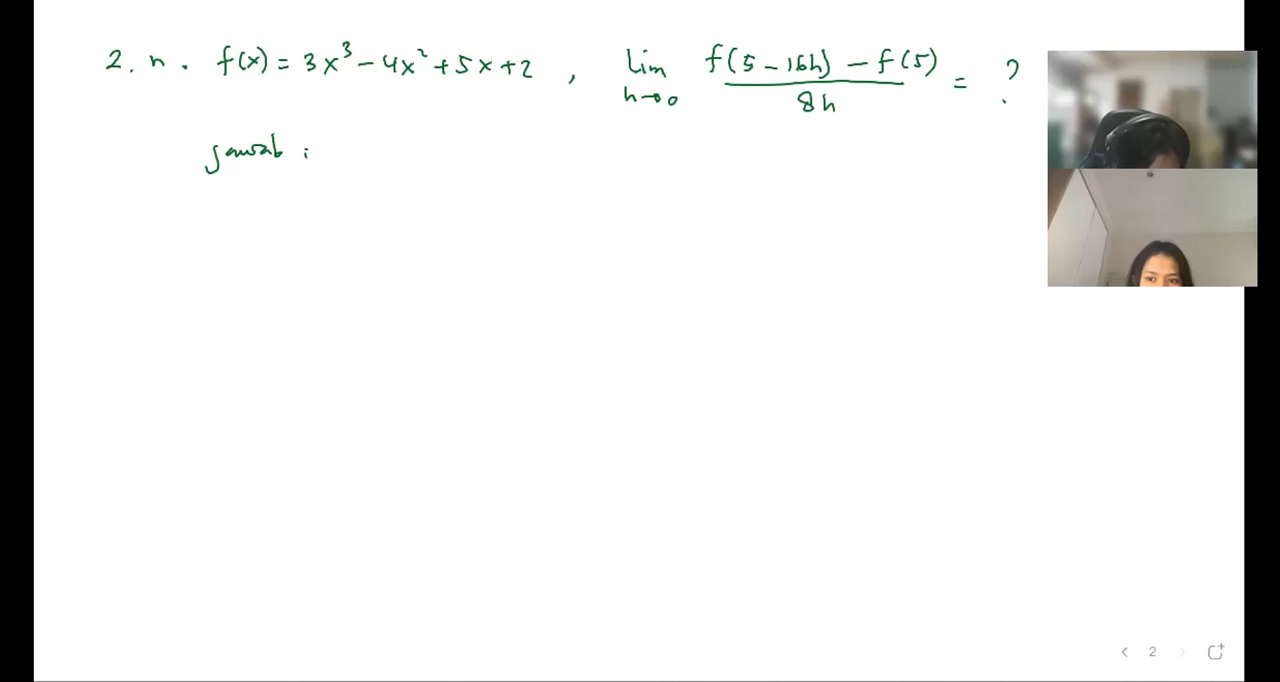 2. n. f(x) = 3x³ - 4x² + 5x + 2 , lim h→0 f(5 - 16h) - f(5) / 8h = ?
Jawab :
2